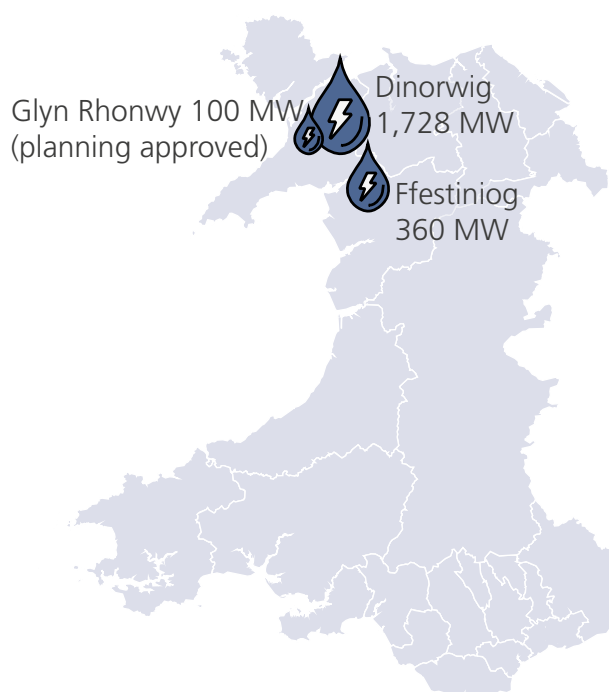 Glyn Rhonwy 100 MW
(planning approved)
Dinorwig
1,728 MW
Ffestiniog
360 MW